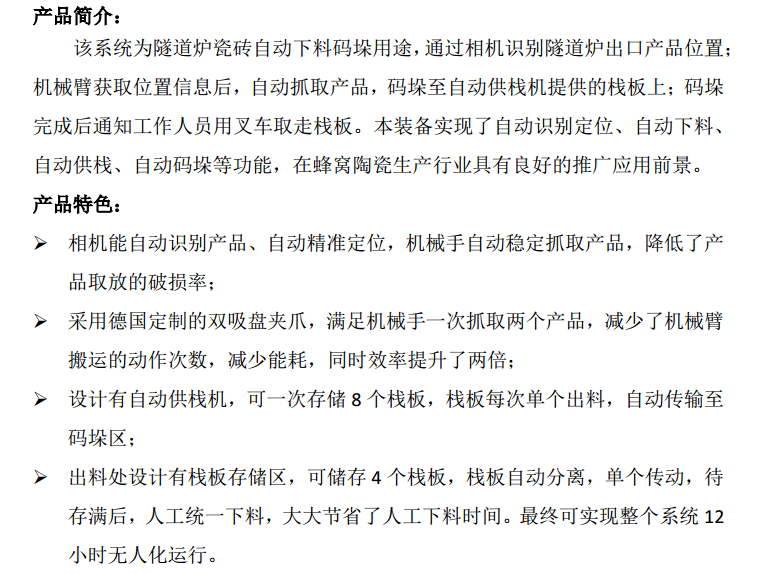 产品简介：
该系统为隧道炉瓷砖自动下料码垛用途，通过相机识别隧道炉出口产品位置；
机械臂获取位置信息后，自动抓取产品，码垛至自动供栈机提供的栈板上；码垛
完成后通知工作人员用叉车取走栈板。本装备实现了自动识别定位、自动下料、
自动供栈、自动码垛等功能，在蜂窝陶瓷生产行业具有良好的推广应用前景。
产品特色：
➢ 相机能自动识别产品、自动精准定位，机械手自动稳定抓取产品，降低了产
品取放的破损率；
➢ 采用德国定制的双吸盘夹爪，满足机械手一次抓取两个产品，减少了机械臂
搬运的动作次数，减少能耗，同时效率提升了两倍；
➢ 设计有自动供栈机，可一次存储 8 个栈板，栈板每次单个出料，自动传输至
码垛区；
➢ 出料处设计有栈板存储区，可储存 4 个栈板，栈板自动分离，单个传动，待
存满后，人工统一下料，大大节省了人工下料时间。最终可实现整个系统 12
小时无人化运行。